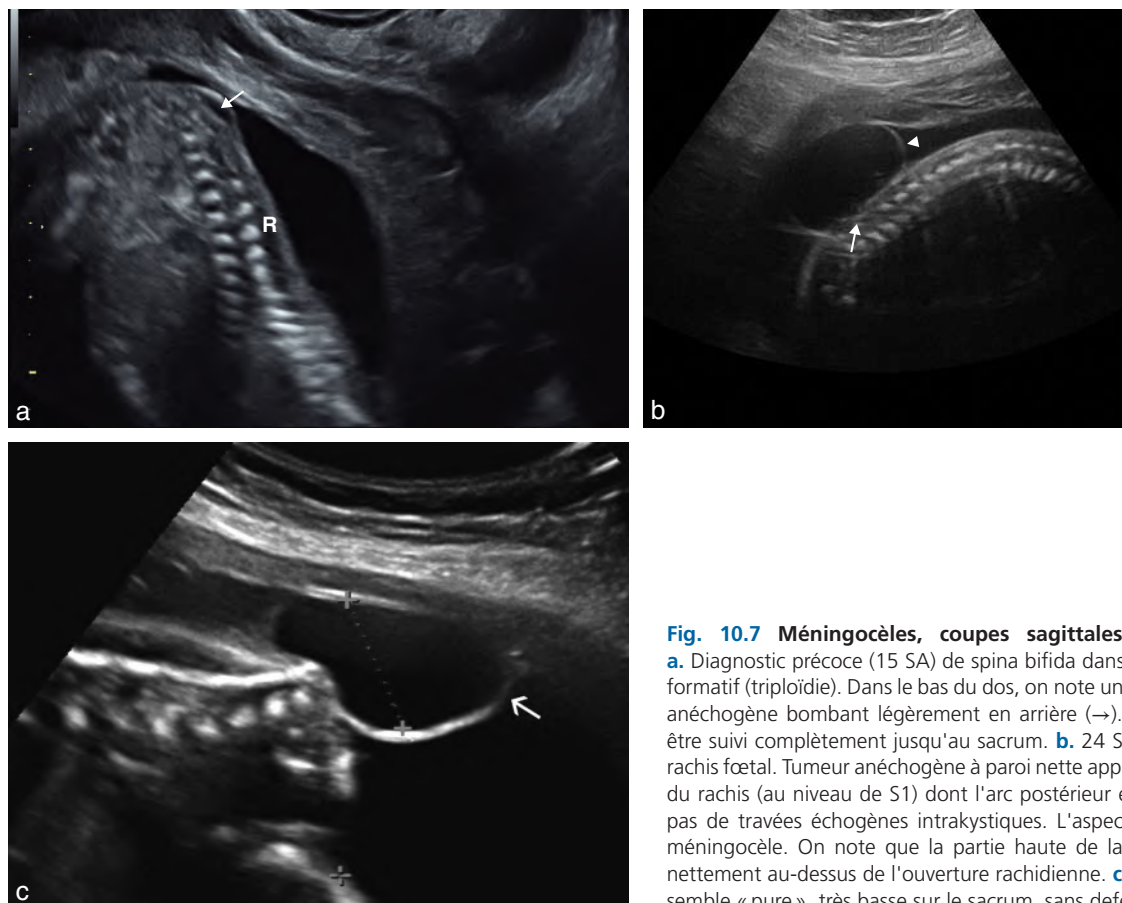 R
a
b
c
Fig. 10.7 Méningocèles, coupes sagittales
a. Diagnostic précoce (15 SA) de spina bifida dans
formatif (triploïdie). Dans le bas du dos, on note un
anéchogène bombant légèrement en arrière (→).
être suivi complètement jusqu'au sacrum. b. 24 S
rachis fœtal. Tumeur anéchogène à paroi nette app
du rachis (au niveau de S1) dont l'arc postérieur e
pas de travées échogènes intrakystiques. L'aspec
méningocèle. On note que la partie haute de la
nettement au-dessus de l'ouverture rachidienne. c
semble « pure », très basse sur le sacrum, sans